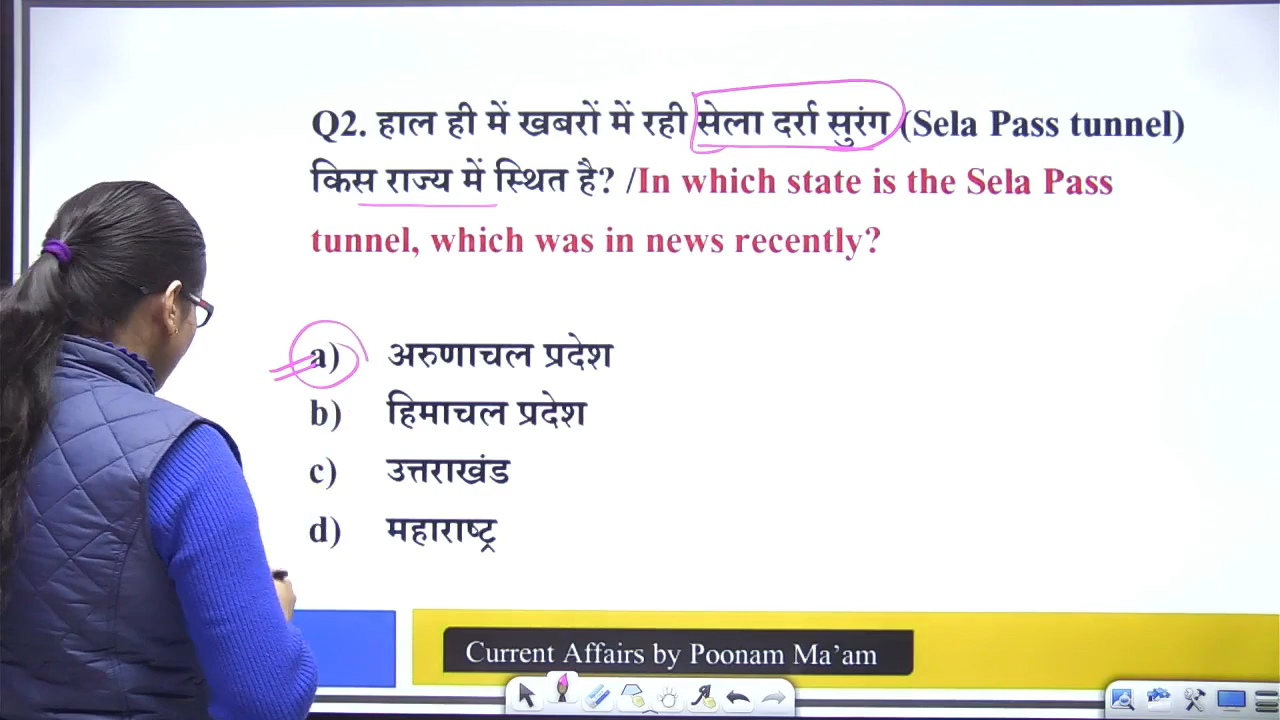 Q2. हाल ही में खबरों में रही सेला दर्रा सुरंग (Sela Pass tunnel)
किस राज्य में स्थित है? /In which state is the Sela Pass
tunnel, which was in news recently?
a) अरुणाचल प्रदेश
b) हिमाचल प्रदेश
c) उत्तराखंड
d) महाराष्ट्र
Current Affairs by Poonam Ma’am